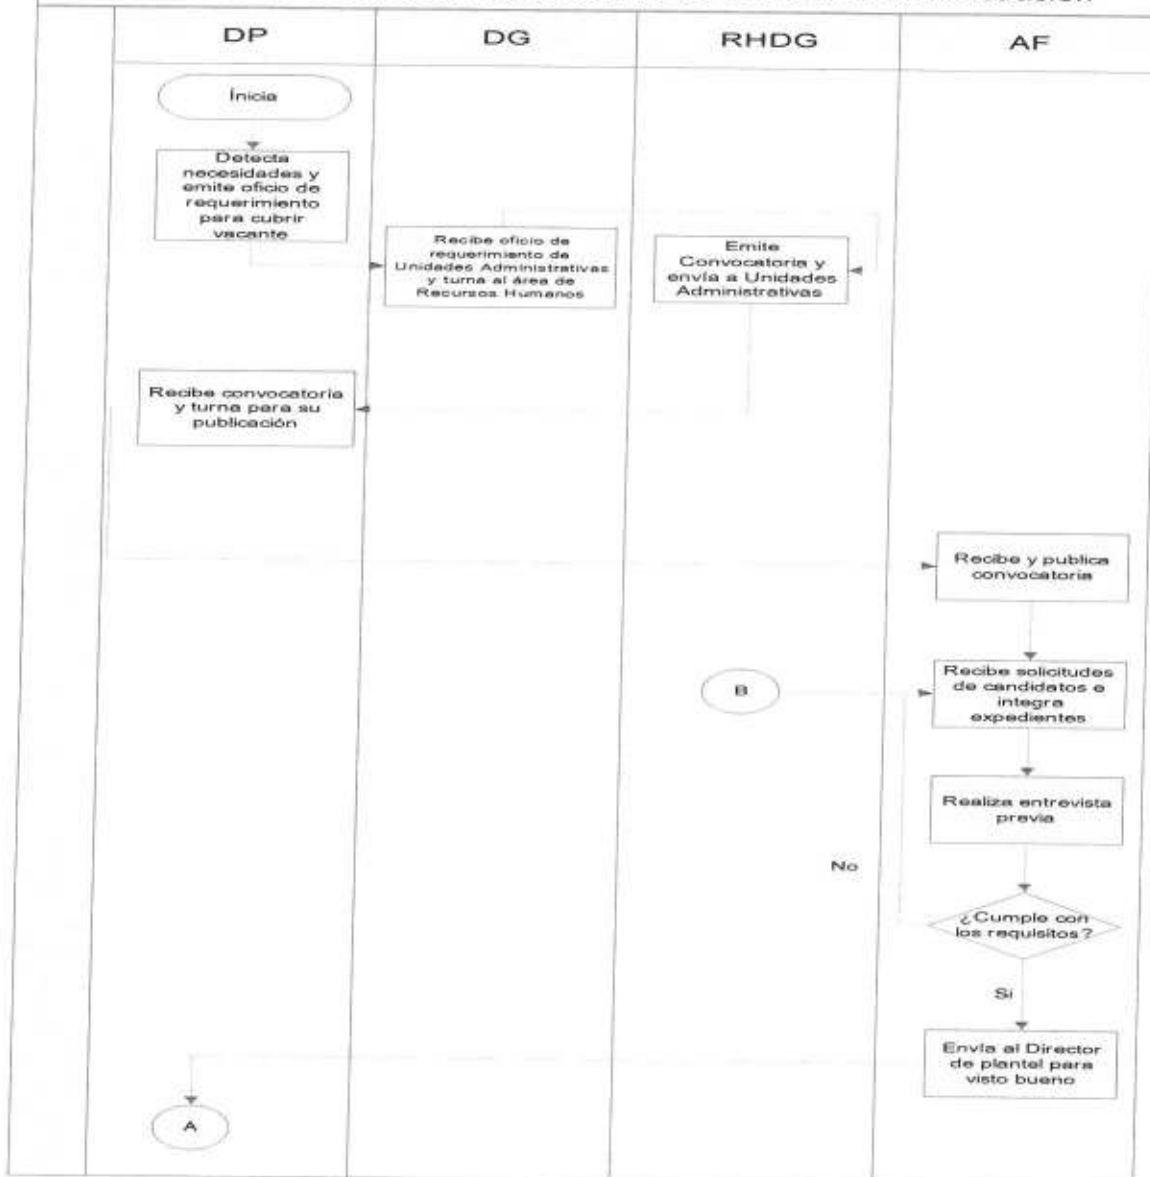 DP
DG
RHDG
AF
Ínicia
Detecta
necesidades y
emite oficio de
requerimiento
para cubrir
vacante
Recibe oficio de
requerimiento de
Unidades Administrativas
y turna al área de
Recursos Humanos
Emite
Convocatoria y
envía a Unidades
Administrativas
Recibe convocatoria
y turna para su
publicación
Recibe y publica
convocatoria
B
Recibe solicitudes
de candidatos e
integra
expedientes
Realiza entrevista
previa
No
¿Cumple con
los requisitos?
Si
Envía al Director
de plantel para
visto bueno
A